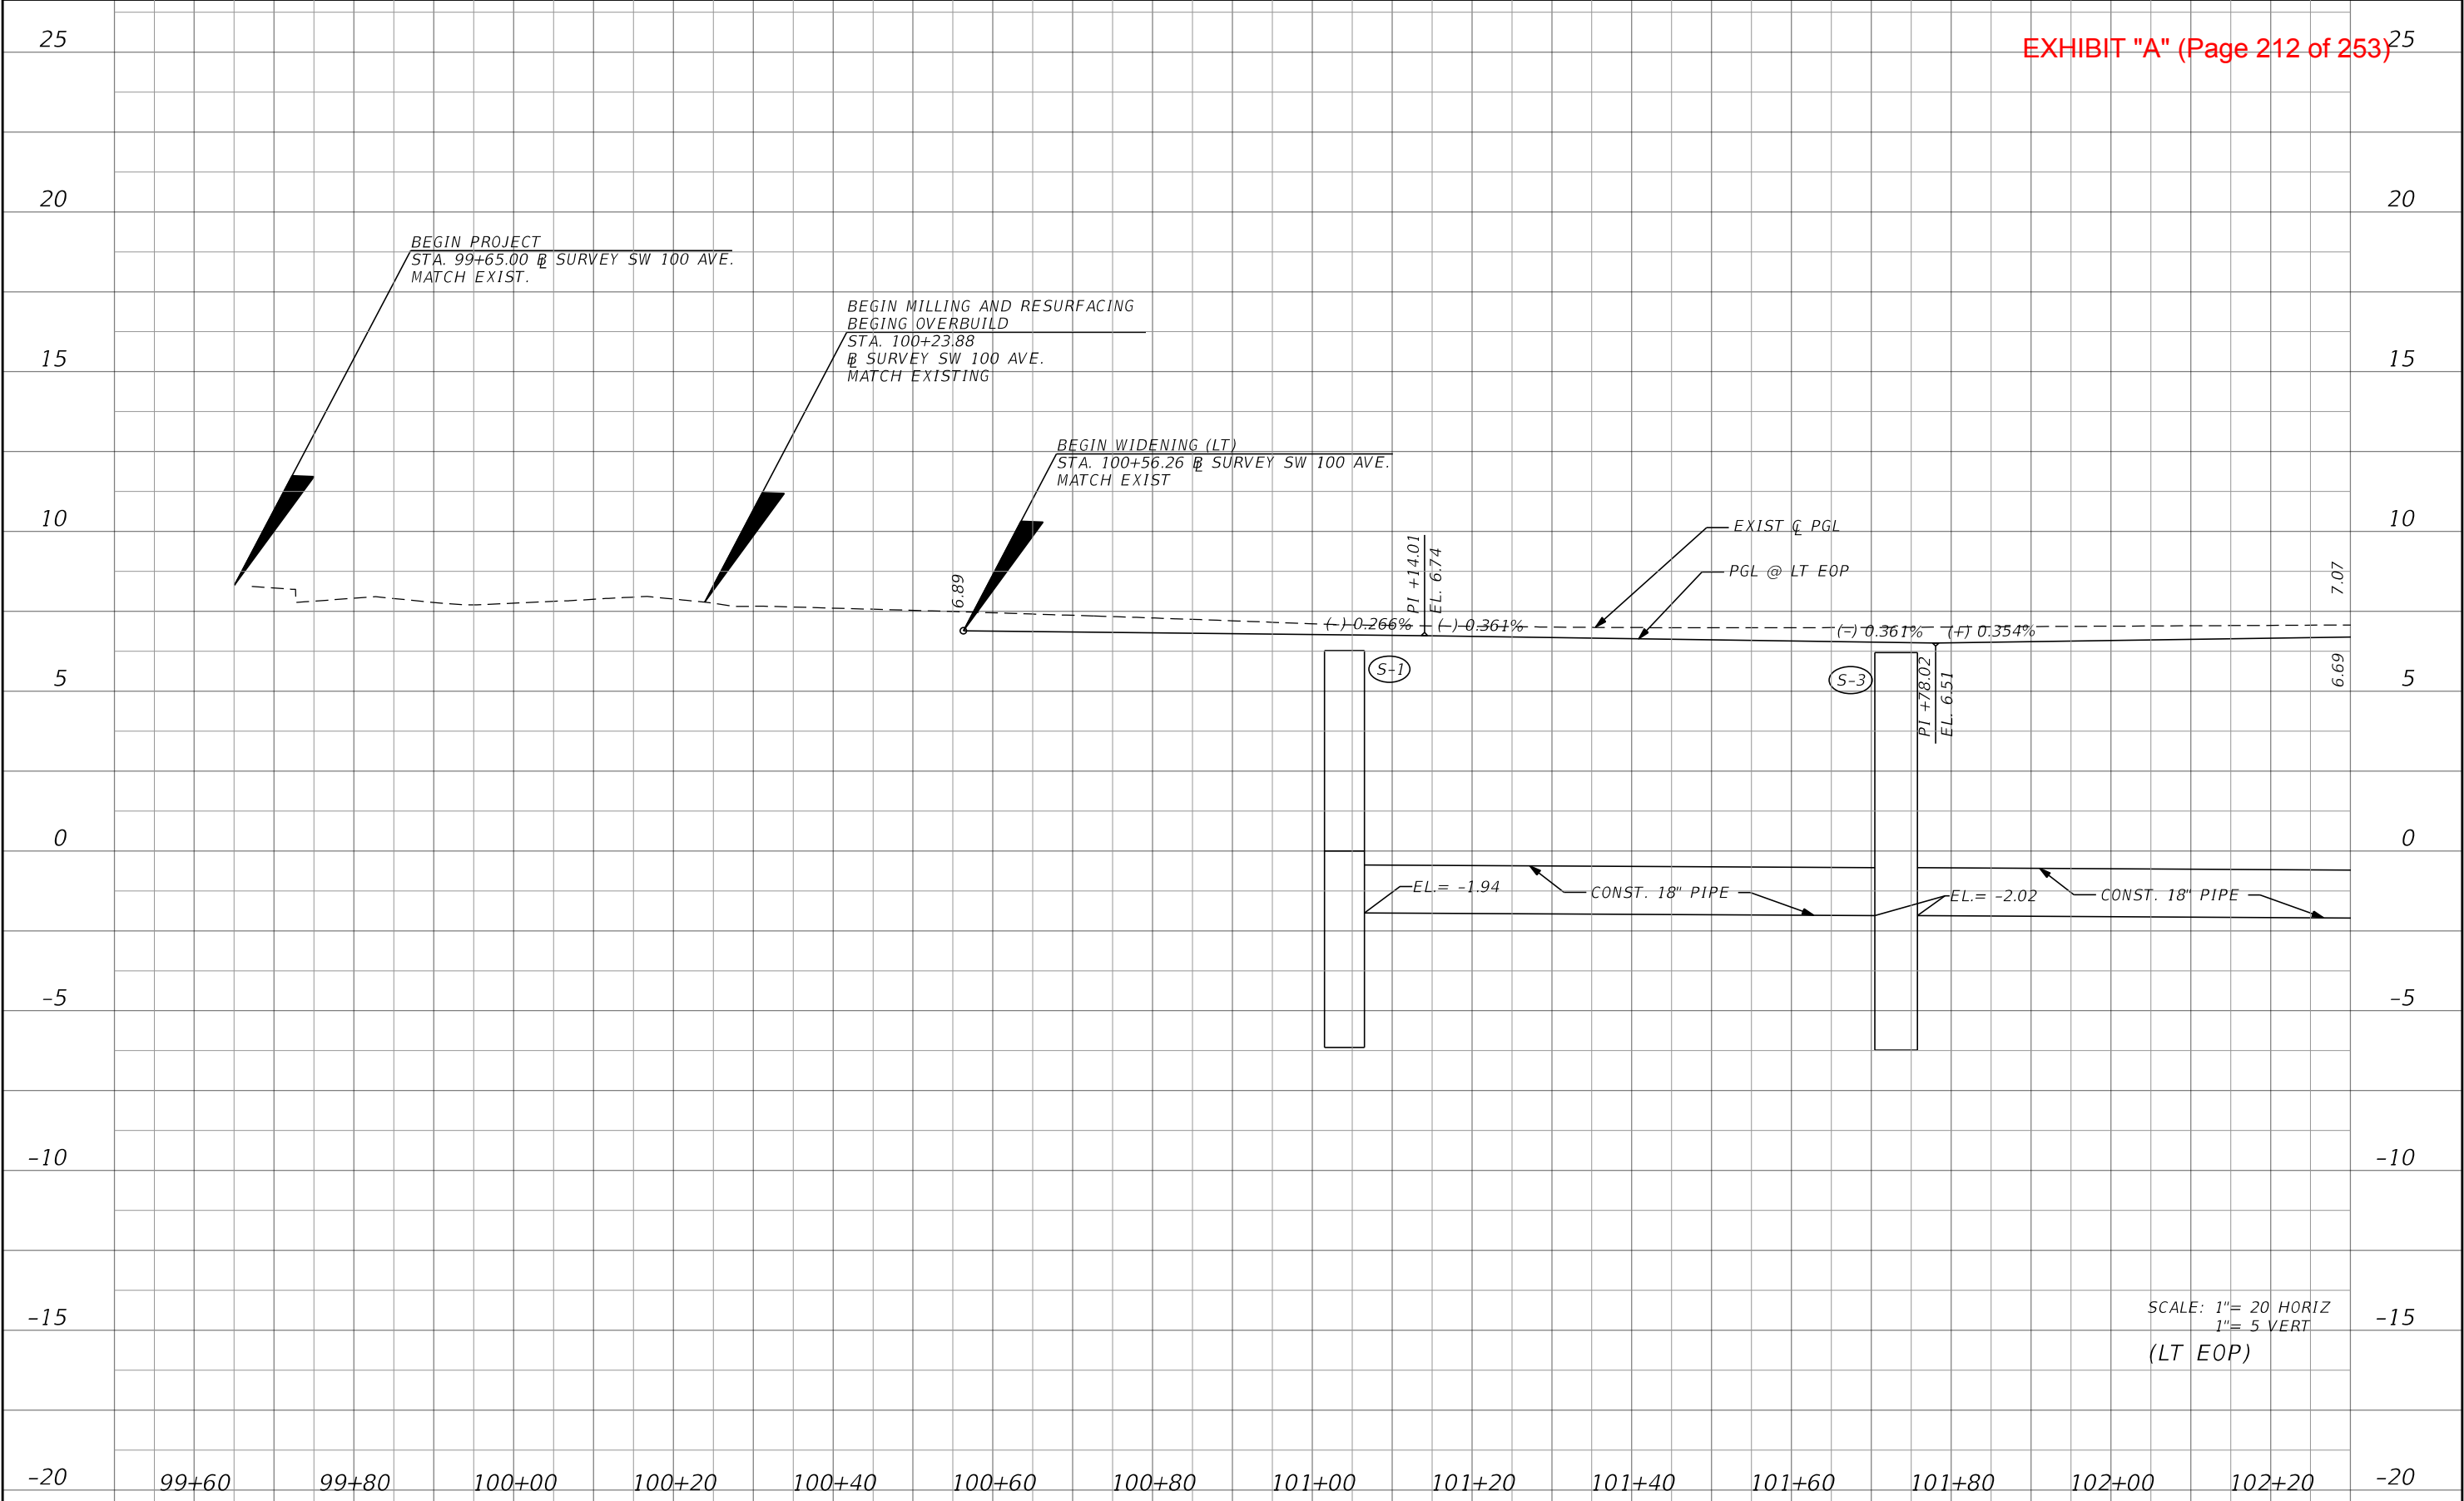 EXHIBIT "A" (Page 212 of 253)
25 25
20 20
BEGIN PROJECT
STA. 99+65.00 ℄ SURVEY SW 100 AVE.
MATCH EXIST.
BEGIN MILLING AND RESURFACING
BEGING OVERBUILD
STA. 100+23.88
℄ SURVEY SW 100 AVE.
MATCH EXISTING
15 15
BEGIN WIDENING (LT)
STA. 100+56.26 ℄ SURVEY SW 100 AVE.
MATCH EXIST
10 10
EXIST ℄ PGL
PGL @ LT EOP
6.89
PI +14.01
EL. 6.74
7.07
(-) 0.266% (-) 0.361%
(-) 0.361% (+) 0.354%
S-1
S-3
PI +78.02
EL. 6.51
6.69
5 5
0 0
EL.= -1.94
CONST. 18" PIPE
EL.= -2.02
CONST. 18" PIPE
-5 -5
-10 -10
-15 -15
SCALE: 1"= 20 HORIZ
1"= 5 VERT
(LT EOP)
-20 -20
99+60 99+80 100+00 100+20 100+40 100+60 100+80 101+00 101+20 101+40 101+60 101+80 102+00 102+20